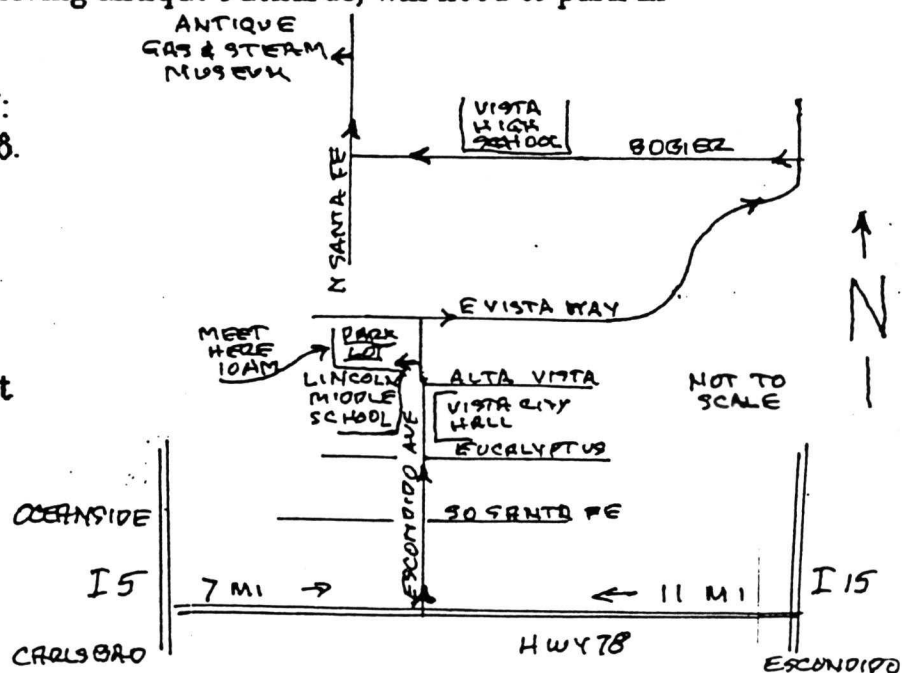 ANTIQUE
GAS & STEAM
MUSEUM
:
8.
VISTA
HIGH
SCHOOL
BOBIER
N SANTA FE
N
E VISTA WAY
MEET
HERE
10AM
PARK
LOT
LINCOLN
MIDDLE
SCHOOL
ALTA VISTA
VISTA CITY
HALL
NOT TO
SCALE
t
EUCALYPTUS
ESCONDIDO AVE
OCEANSIDE
SO SANTA FE
I 5
7 MI
11 MI
I 15
HWY 78
CARLSBAD
ESCONDIDO